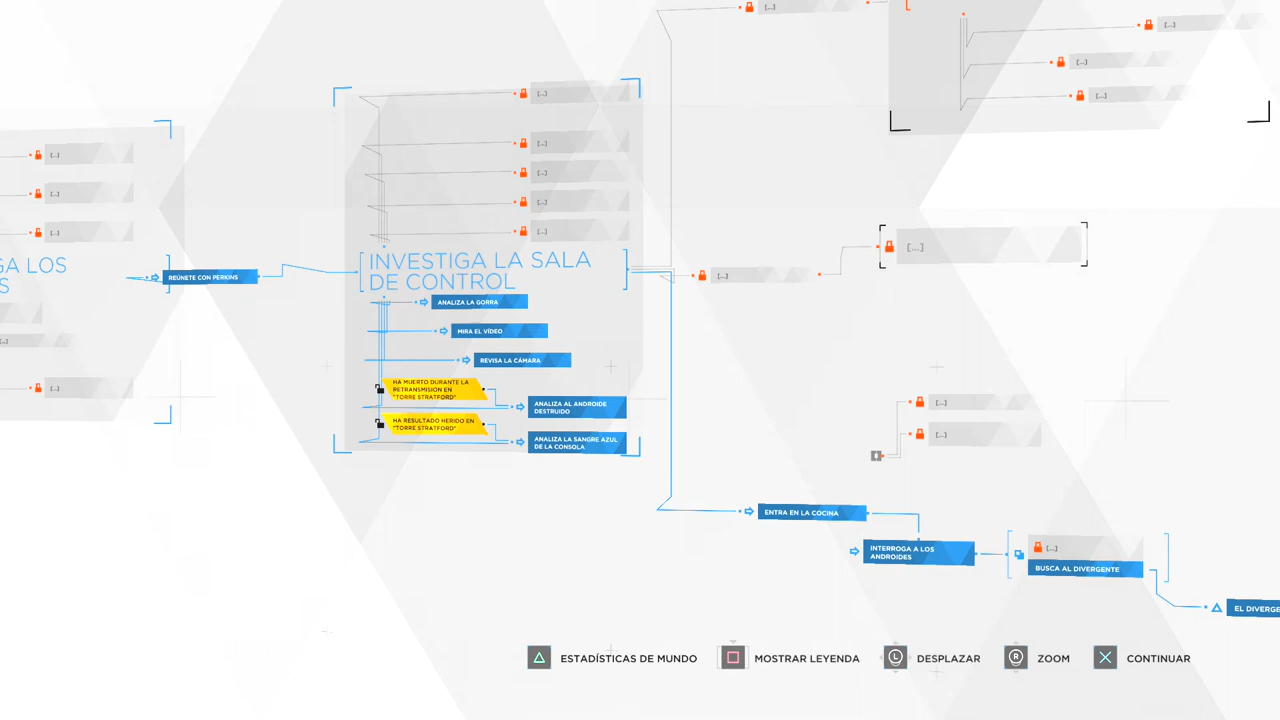 [...]
[...]
[...]
[...]
[...]
[...]
[...]
[...]
[...]
[...]
[...]
[...]
GA LOS
S
REÚNETE CON PERKINS
INVESTIGA LA SALA
DE CONTROL
[...]
[...]
ANALIZA LA GORRA
MIRA EL VÍDEO
[...]
REVISA LA CÁMARA
[...]
HA MUERTO DURANTE LA
RETRANSMISIÓN EN
"TORRE STRATFORD"
ANALIZA AL ANDROIDE
DESTRUIDO
[...]
HA RESULTADO HERIDO EN
"TORRE STRATFORD"
ANALIZA LA SANGRE AZUL
DE LA CONSOLA
[...]
ENTRA EN LA COCINA
INTERROGA A LOS
ANDROIDES
[...]
BUSCA AL DIVERGENTE
EL DIVERGE
ESTADÍSTICAS DE MUNDO
MOSTRAR LEYENDA
L
DESPLAZAR
R
ZOOM
CONTINUAR